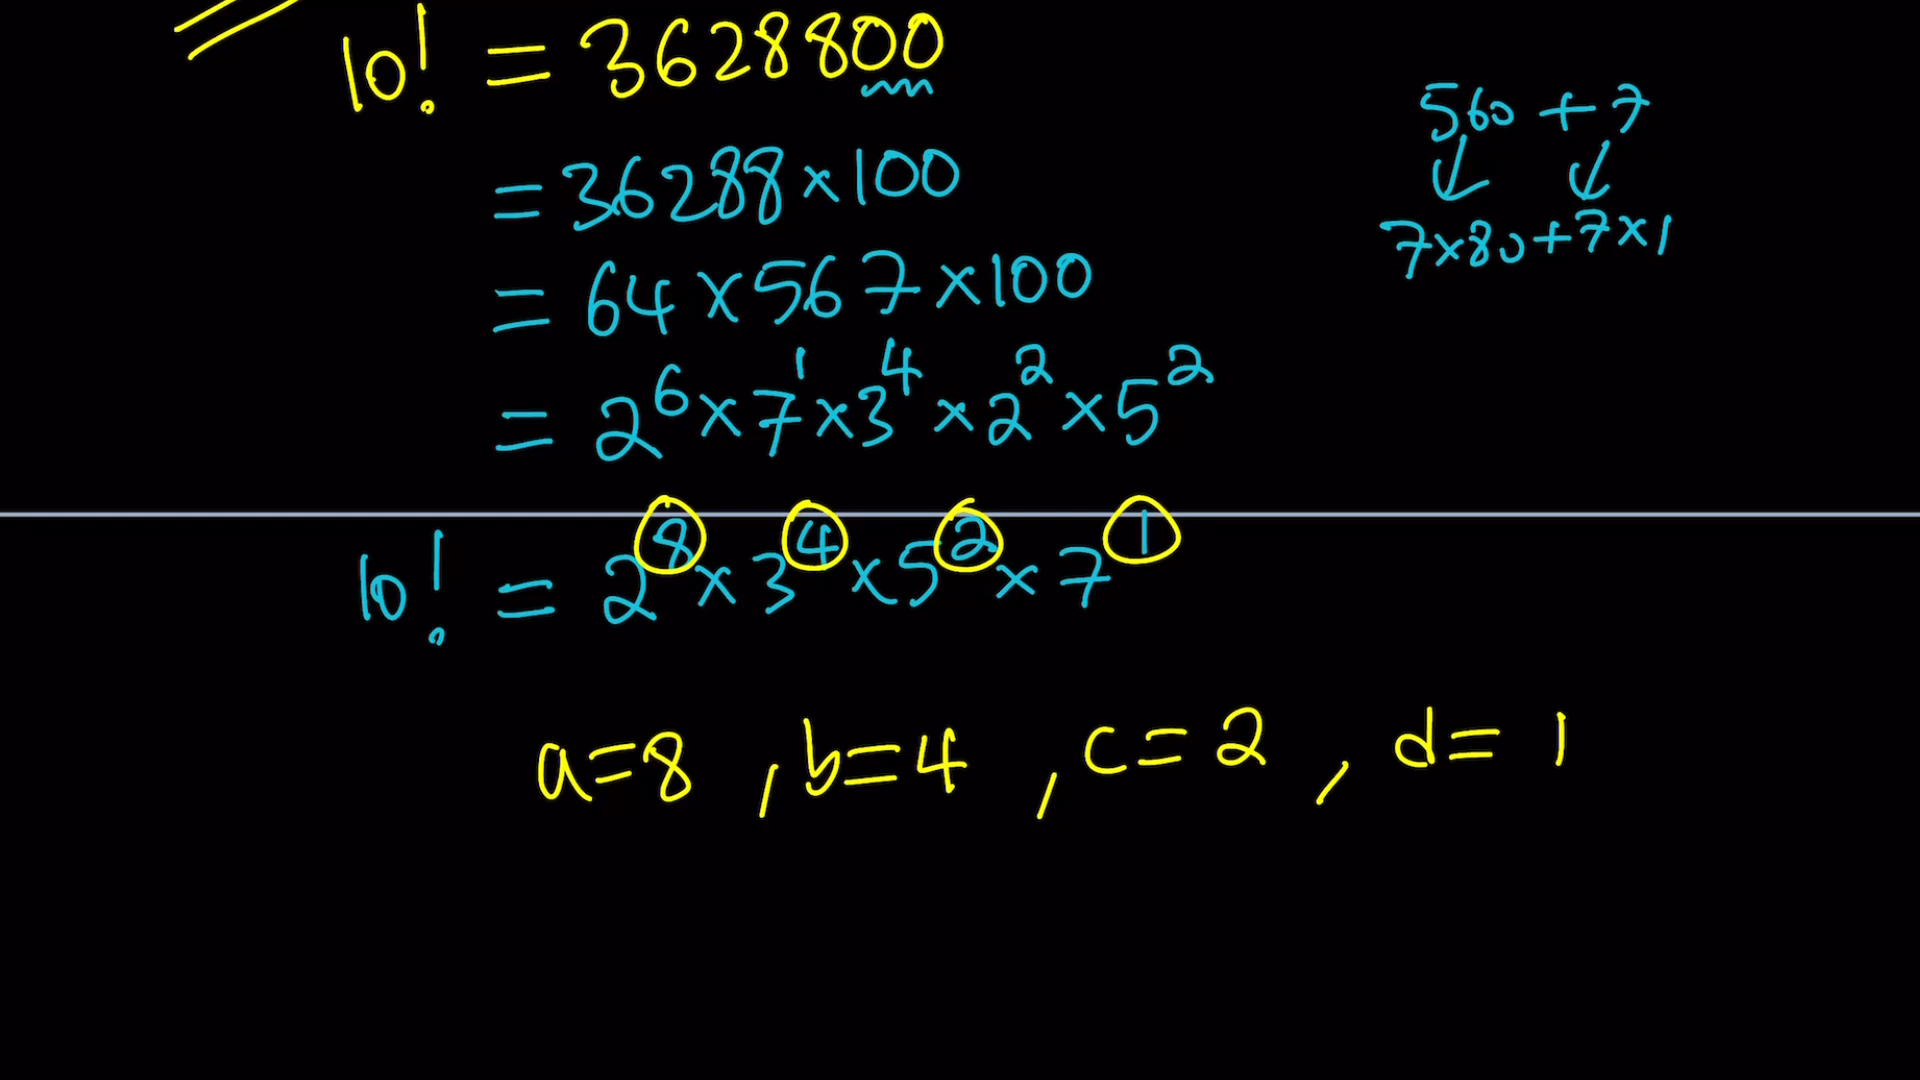 10! = 3628800
= 36288×100
= 64×567×100
= 2⁶×7¹×3⁴×2²×5²
560 + 7
7×80+7×1
10! = 2⁸×3⁴×5²×7¹
a=8 , b=4 , c=2 , d=1